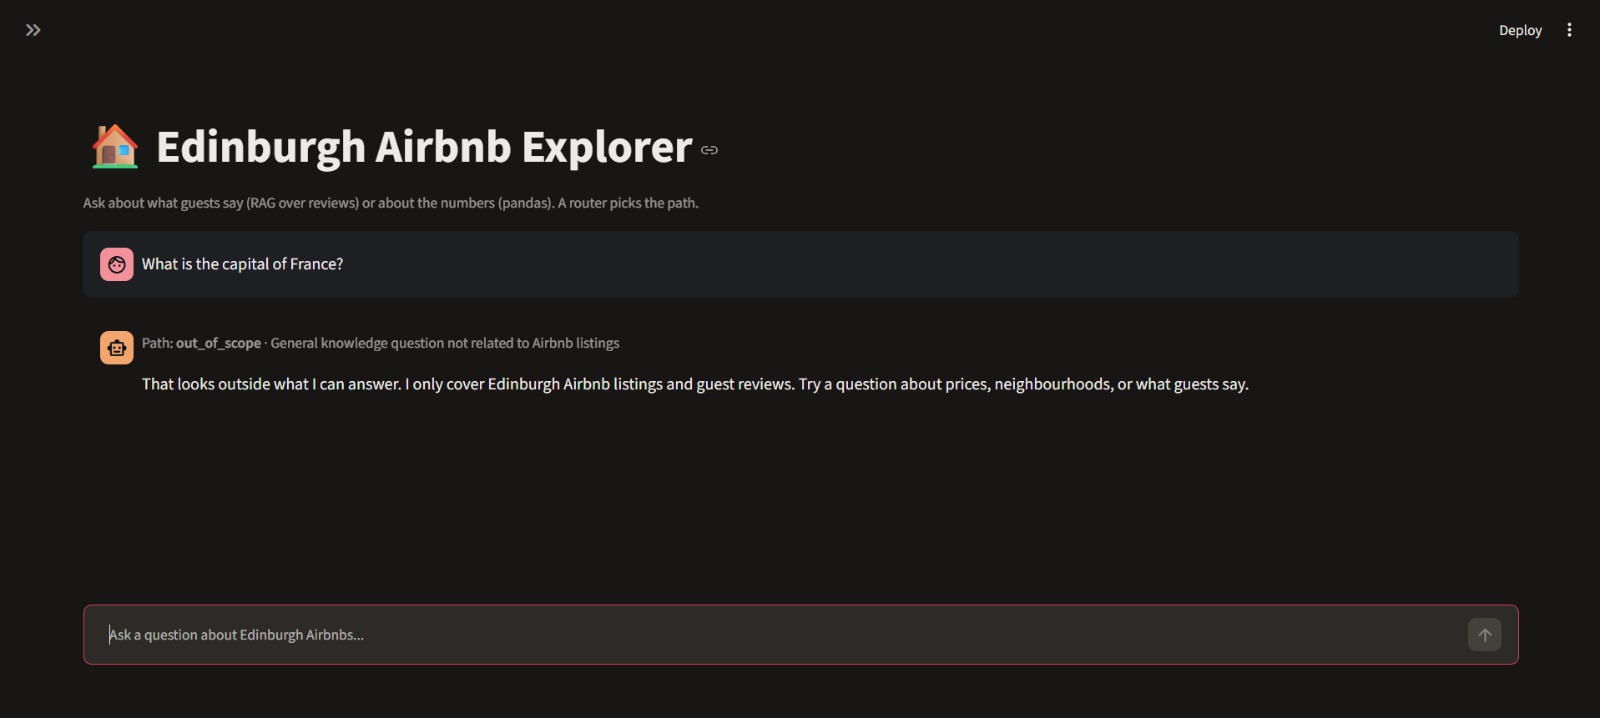 Deploy
Edinburgh Airbnb Explorer
Ask about what guests say (RAG over reviews) or about the numbers (pandas). A router picks the path.
What is the capital of France?
Path: out_of_scope · General knowledge question not related to Airbnb listings
That looks outside what I can answer. I only cover Edinburgh Airbnb listings and guest reviews. Try a question about prices, neighbourhoods, or what guests say.
Ask a question about Edinburgh Airbnbs...